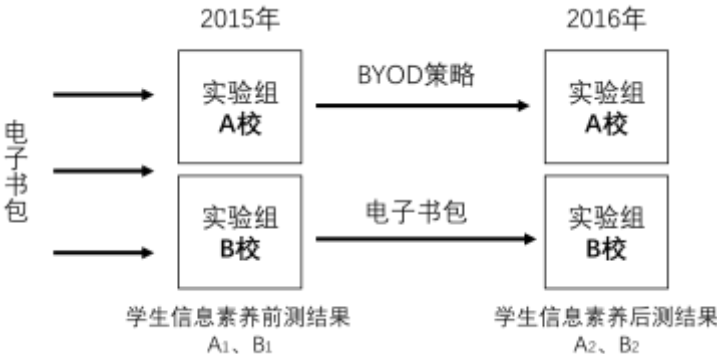 2015年
2016年
电子书包
实验组
A校
BYOD策略
实验组
A校
实验组
B校
电子书包
实验组
B校
学生信息素养前测结果
A1、B1
学生信息素养后测结果
A2、B2